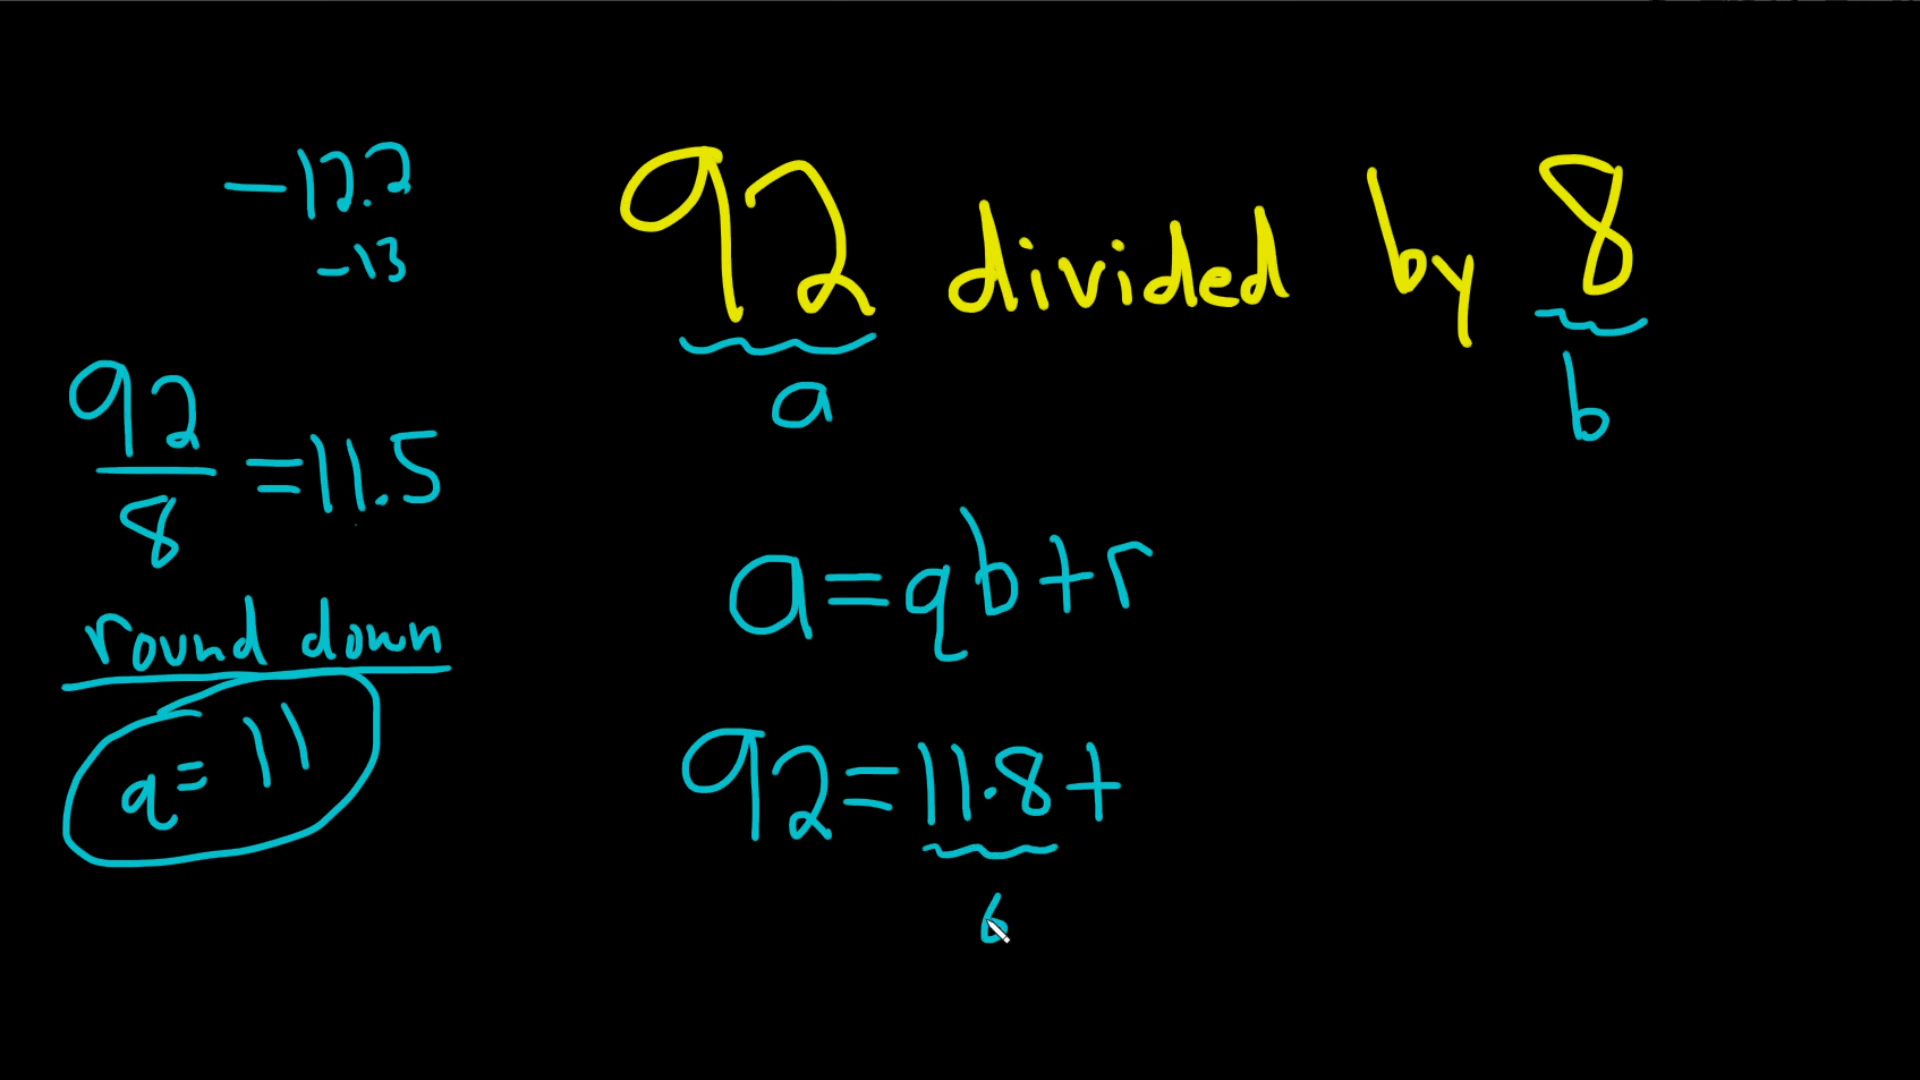 -12.2
-13
92 divided by 8
a
b
92/8 = 11.5
a=qb+r
round down
q= 11
92=11.8+
6